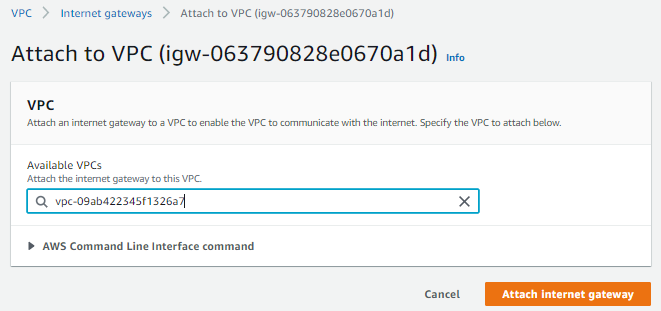 VPC > Internet gateways > Attach to VPC (igw-063790828e0670a1d)
Attach to VPC (igw-063790828e0670a1d) Info
VPC
Attach an internet gateway to a VPC to enable the VPC to communicate with the internet. Specify the VPC to attach below.
Available VPCs
Attach the internet gateway to this VPC.
vpc-09ab422345f1326a7
AWS Command Line Interface command
Cancel
Attach internet gateway